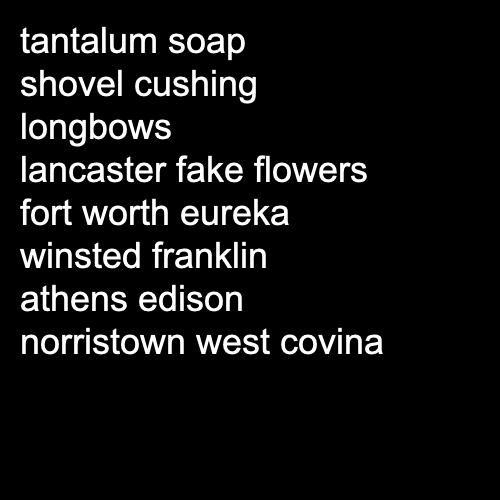 tantalum soap
shovel cushing
longbows
lancaster fake flowers
fort worth eureka
winsted franklin
athens edison
norristown west covina